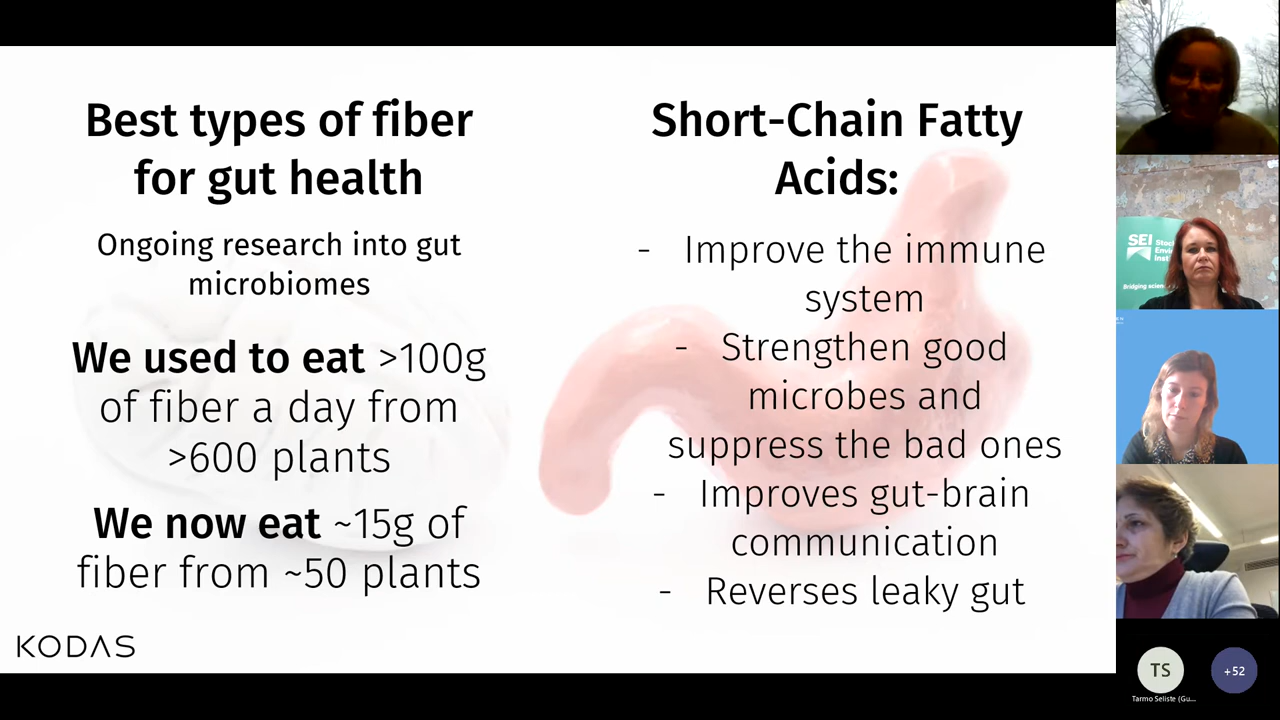 Best types of fiber
for gut health
Ongoing research into gut
microbiomes
We used to eat >100g
of fiber a day from
>600 plants
We now eat ~15g of
fiber from ~50 plants
KODAS
Short-Chain Fatty
Acids:
- Improve the immune
system
- Strengthen good
microbes and
suppress the bad ones
- Improves gut-brain
communication
- Reverses leaky gut
SEI
TS
+52
Tarmo Seliste (Gu...